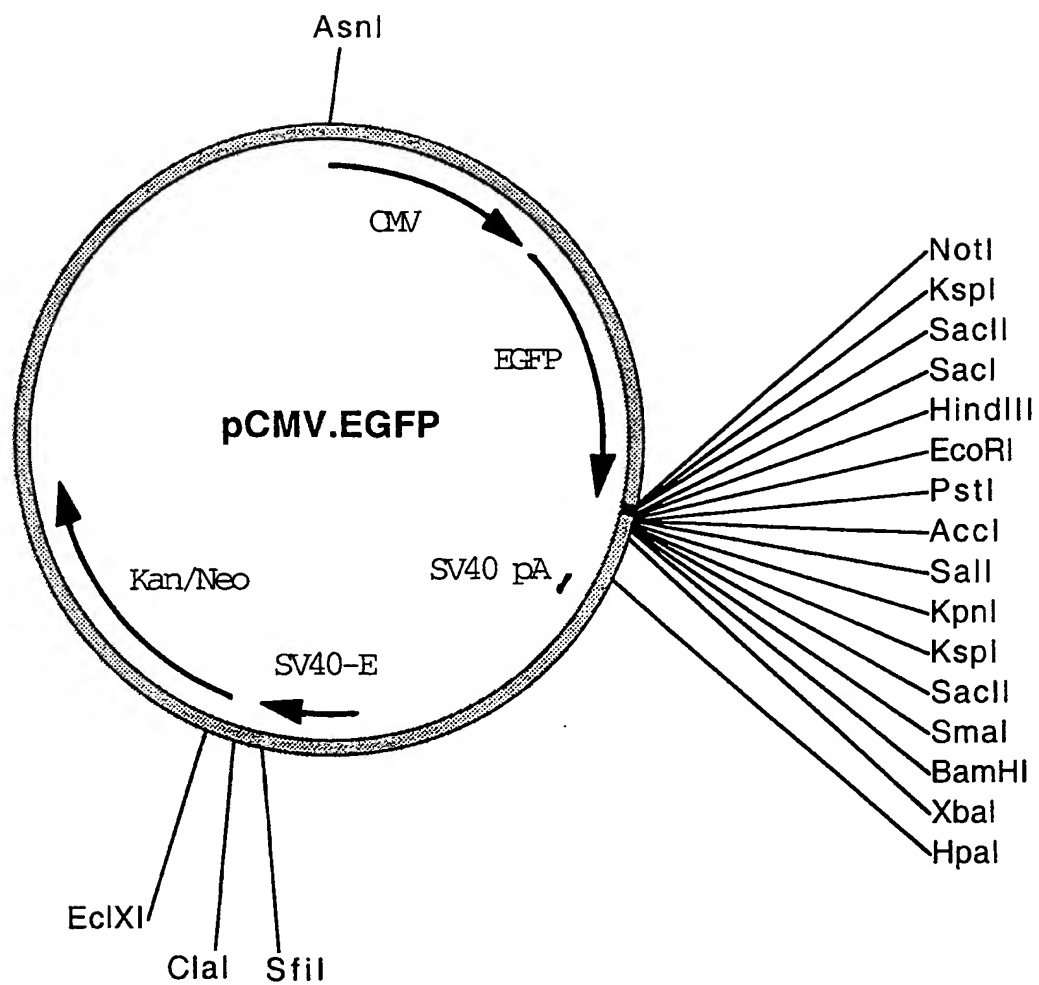 AsnI
CMV
NotI
KspI
SacII
SacI
EGFP
HindIII
pCMV.EGFP
EcoRI
PstI
AccI
SV40 pA
SalI
Kan/Neo
KpnI
KspI
SV40-E
SacII
SmaI
BamHI
XbaI
HpaI
EclXI
ClaI
SfiI